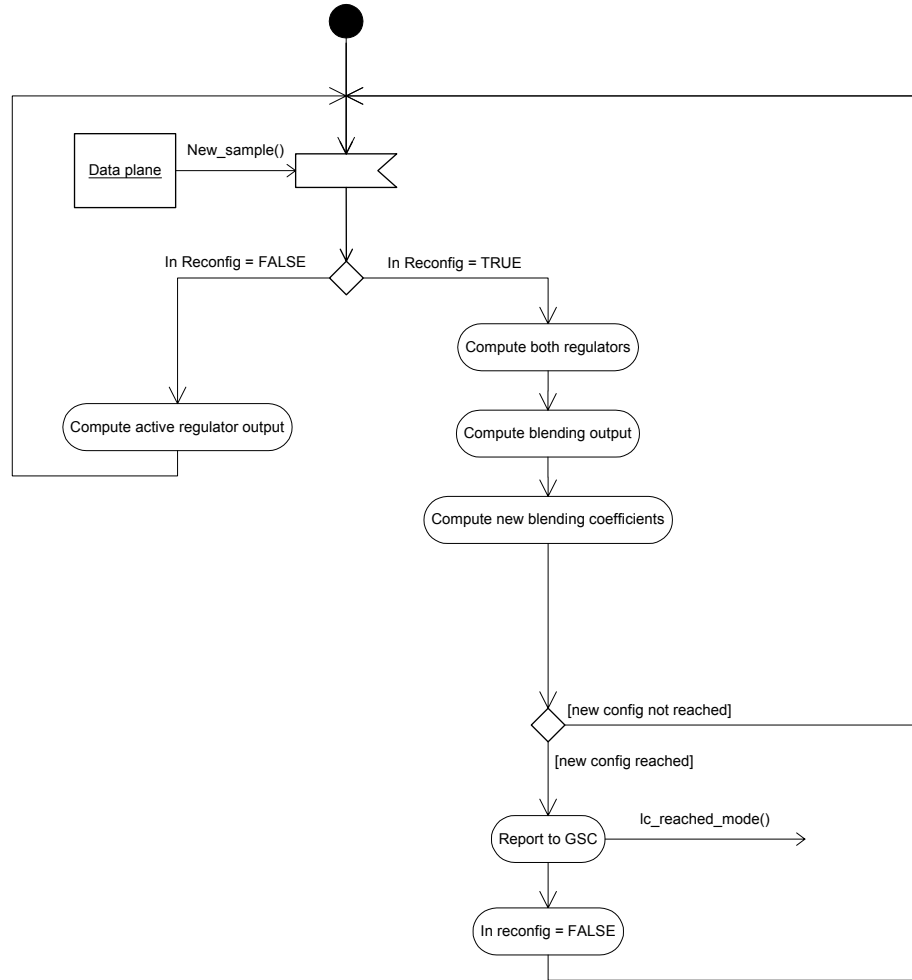 New_sample()
Data plane
In Reconfig = FALSE
In Reconfig = TRUE
Compute both regulators
Compute active regulator output
Compute blending output
Compute new blending coefficients
[new config not reached]
[new config reached]
lc_reached_mode()
Report to GSC
In reconfig = FALSE